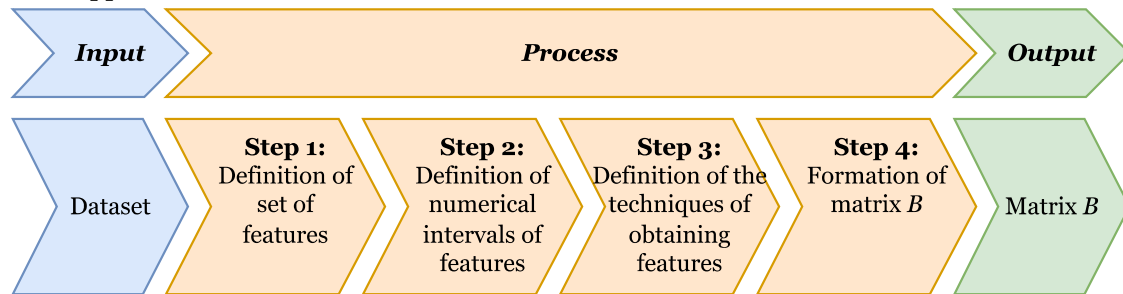 Input
Process
Output
Dataset
Step 1:
Definition of
set of
features
Step 2:
Definition of
numerical
intervals of
features
Step 3:
Definition of the
techniques of
obtaining
features
Step 4:
Formation of
matrix B
Matrix B